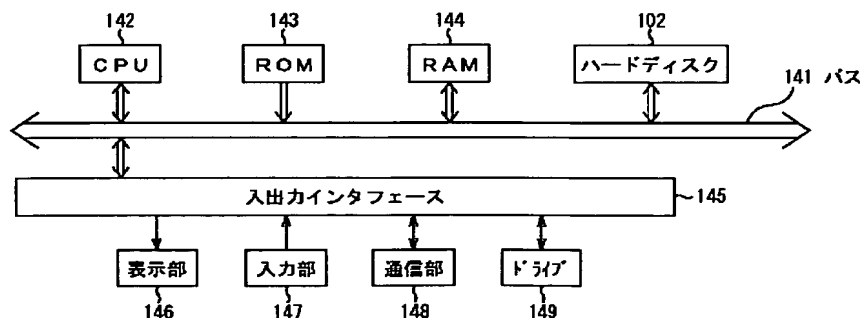 142 143 144 102
CPU ROM RAM ハードディスク
141 バス
入出力インタフェース 145
表示部 入力部 通信部 ドライブ
146 147 148 149